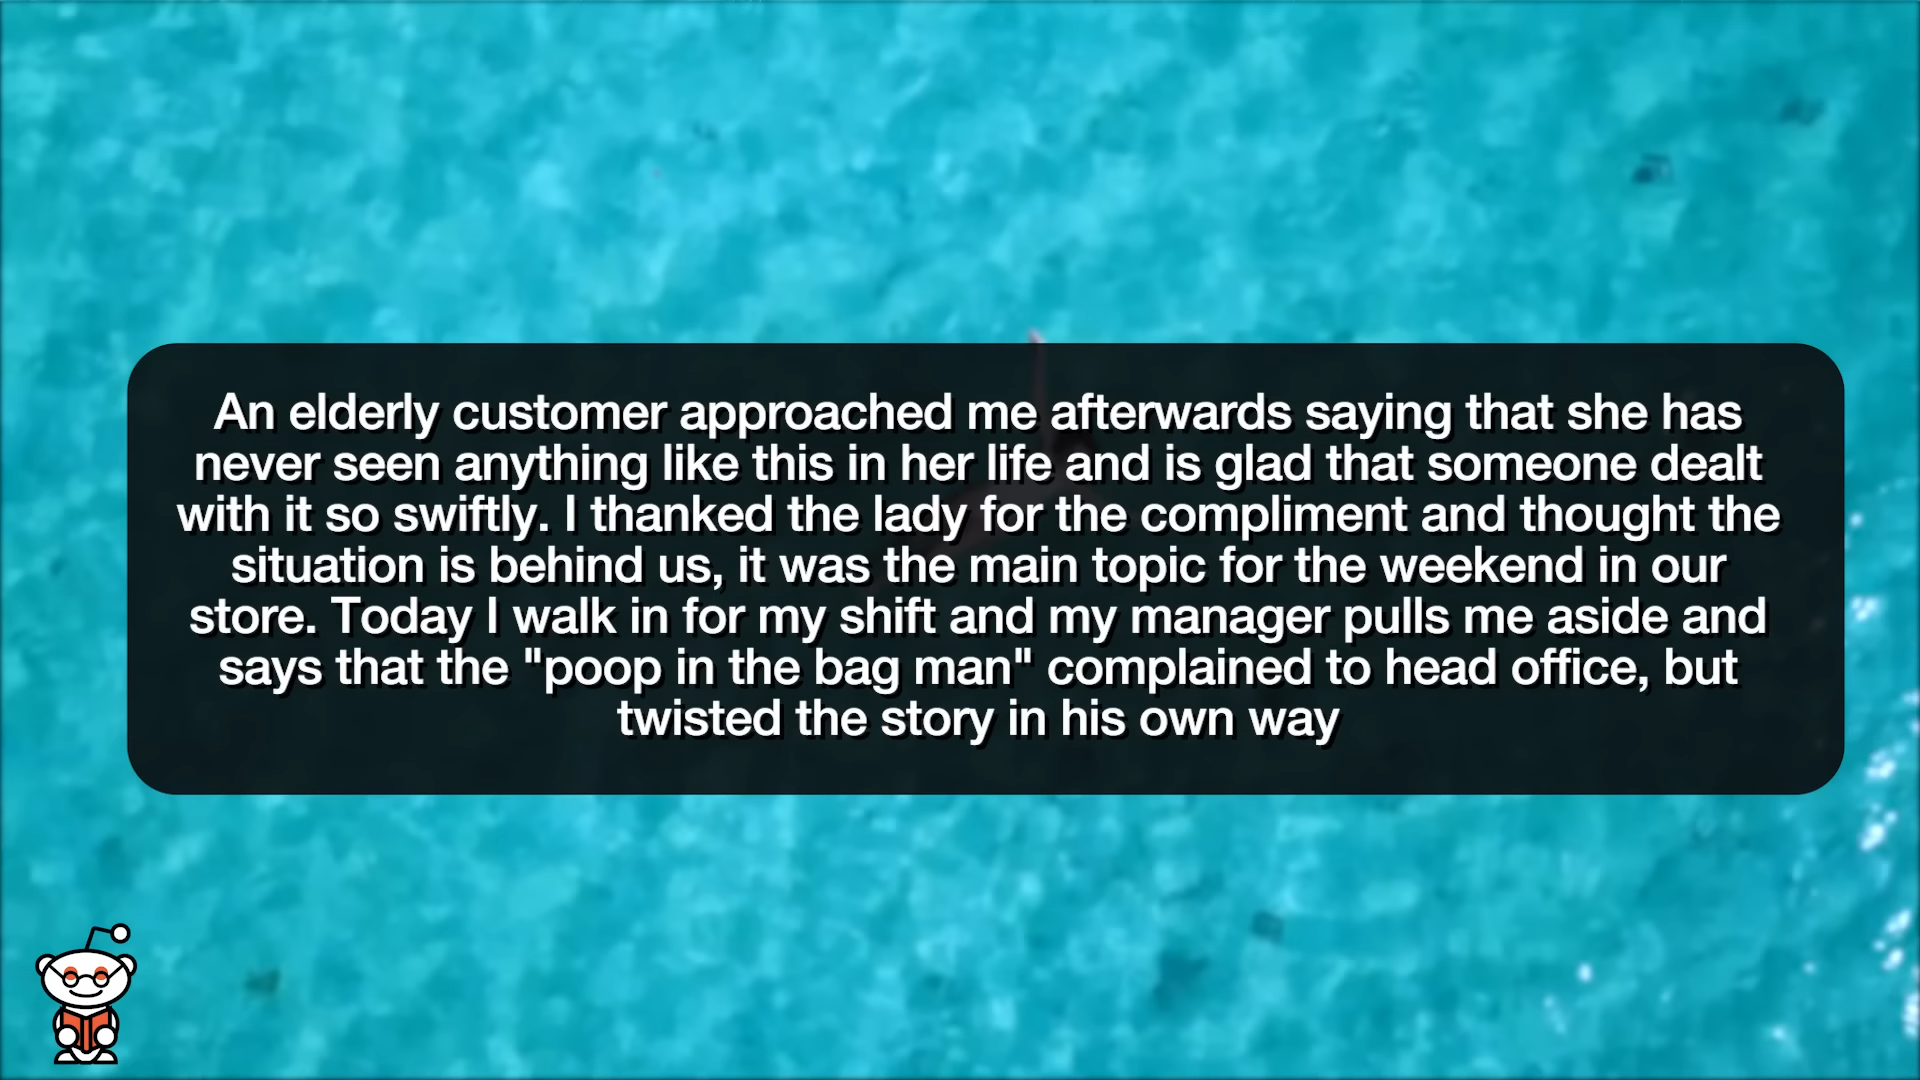 An elderly customer approached me afterwards saying that she has
never seen anything like this in her life and is glad that someone dealt
with it so swiftly. I thanked the lady for the compliment and thought the
situation is behind us, it was the main topic for the weekend in our
store. Today I walk in for my shift and my manager pulls me aside and
says that the "poop in the bag man" complained to head office, but
twisted the story in his own way